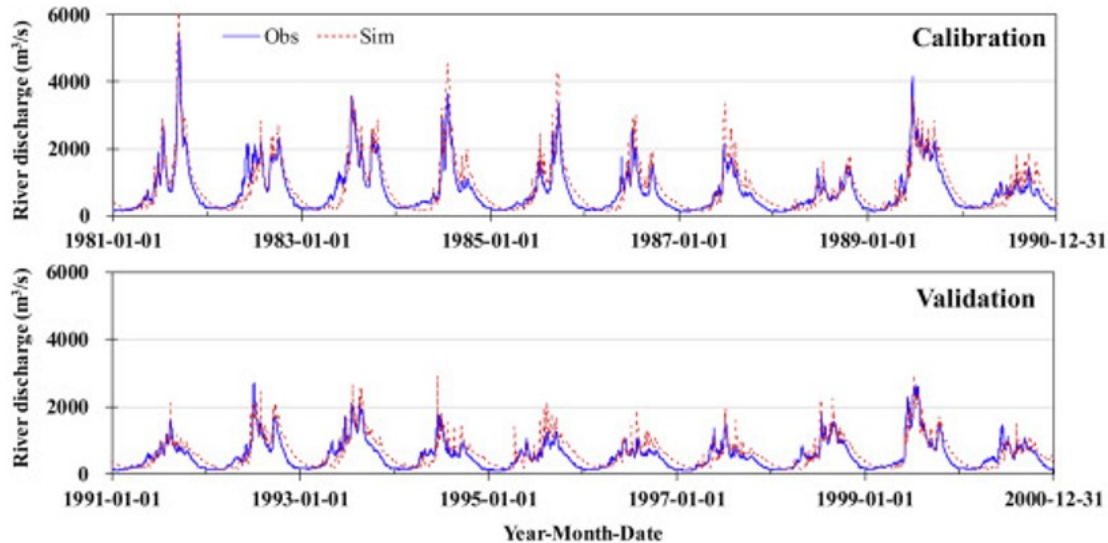 6000
Obs
Sim
Calibration
4000
2000
0
River discharge (m³/s)
1981-01-01
1983-01-01
1985-01-01
1987-01-01
1989-01-01
1990-12-31
6000
Validation
4000
2000
0
River discharge (m³/s)
1991-01-01
1993-01-01
1995-01-01
1997-01-01
1999-01-01
2000-12-31
Year-Month-Date